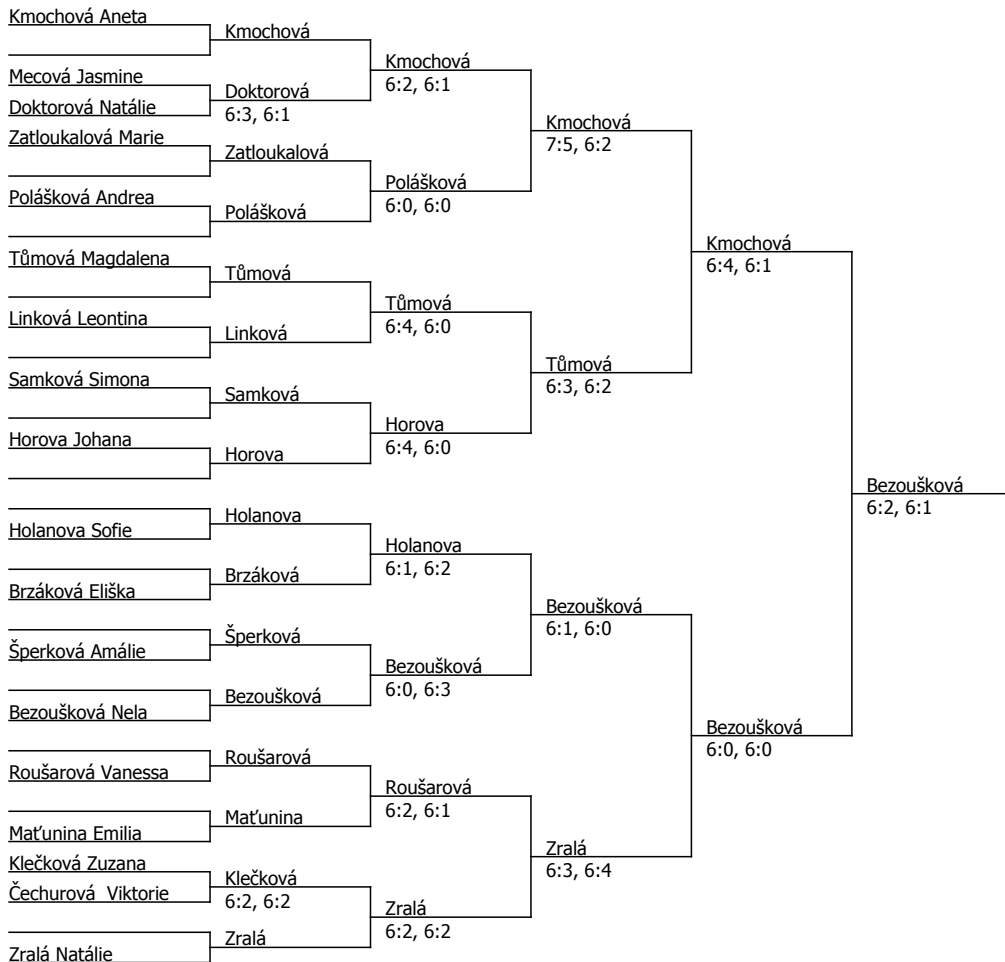 Kmochová Aneta
Mecová Jasmine
Doktorová Natálie
Zatloukalová Marie
Polášková Andrea
Tůmová Magdalena
Linková Leontina
Samková Simona
Horova Johana
Holanova Sofie
Brzáková Eliška
Šperková Amálie
Bezoušková Nela
Roušarová Vanessa
Maťunina Emilia
Klečková Zuzana
Čechurová Viktorie
Zralá Natálie
Kmochová
Doktorová
6:3, 6:1
Zatloukalová
Polášková
Tůmová
Linková
Samková
Horova
Holanova
Brzáková
Šperková
Bezoušková
Roušarová
Maťunina
Klečková
6:2, 6:2
Zralá
Kmochová
6:2, 6:1
Polášková
6:0, 6:0
Tůmová
6:4, 6:0
Horova
6:4, 6:0
Holanova
6:1, 6:2
Bezoušková
6:0, 6:3
Roušarová
6:2, 6:1
Zralá
6:2, 6:2
Kmochová
7:5, 6:2
Tůmová
6:3, 6:2
Bezoušková
6:1, 6:0
Zralá
6:3, 6:4
Kmochová
6:4, 6:1
Bezoušková
6:0, 6:0
Bezoušková
6:2, 6:1